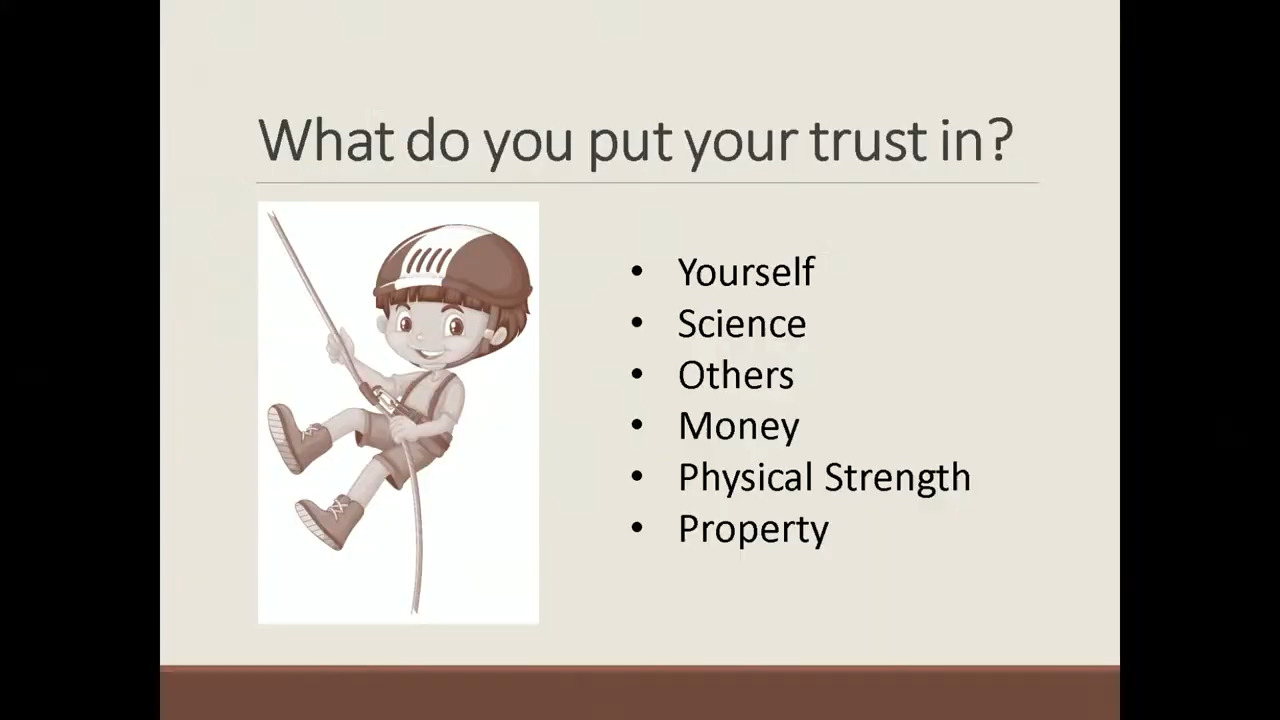 What do you put your trust in?
• Yourself
• Science
• Others
• Money
• Physical Strength
• Property